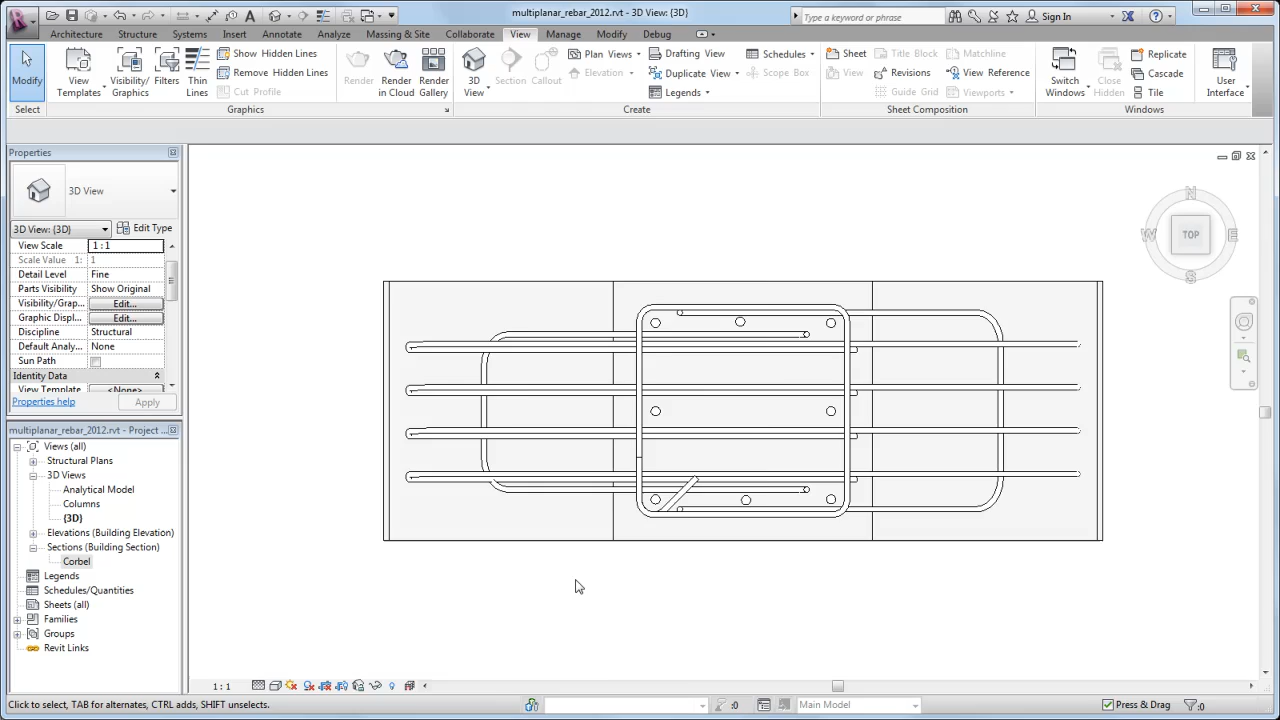 multiplanar_rebar_2012.rvt - 3D View: {3D}
Type a keyword or phrase
Sign In
Architecture Structure Systems Insert Annotate Analyze Massing & Site Collaborate View Manage Modify Debug
Modify
View Templates
Visibility/ Graphics
Filters
Thin Lines
Show Hidden Lines
Remove Hidden Lines
Cut Profile
Render
Render in Cloud
Render Gallery
3D View
Section
Callout
Plan Views
Elevation
Drafting View
Duplicate View
Legends
Schedules
Scope Box
Sheet
View
Title Block
Revisions
Guide Grid
Matchline
View Reference
Viewports
Switch Windows
Close Hidden
Replicate
Cascade
Tile
User Interface
Select Graphics Create Sheet Composition Windows
Properties
3D View
3D View: {3D} Edit Type
View Scale 1 : 1
Scale Value 1: 1
Detail Level Fine
Parts Visibility Show Original
Visibility/Grap... Edit...
Graphic Displ... Edit...
Discipline Structural
Default Analy... None
Sun Path
Identity Data
View Template <None>
Properties help Apply
multiplanar_rebar_2012.rvt - Project ...
Views (all)
Structural Plans
3D Views
Analytical Model
Columns
{3D}
Elevations (Building Elevation)
Sections (Building Section)
Corbel
Legends
Schedules/Quantities
Sheets (all)
Families
Groups
Revit Links
N
W TOP E
S
1 : 1
Click to select, TAB for alternates, CTRL adds, SHIFT unselects.
:0
Main Model
Press & Drag
:0